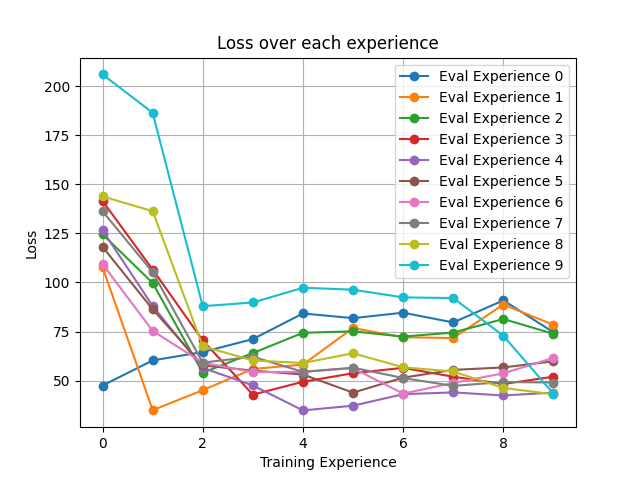 Loss over each experience
Loss
200
175
150
125
100
75
50
0
2
4
6
8
Training Experience
Eval Experience 0
Eval Experience 1
Eval Experience 2
Eval Experience 3
Eval Experience 4
Eval Experience 5
Eval Experience 6
Eval Experience 7
Eval Experience 8
Eval Experience 9